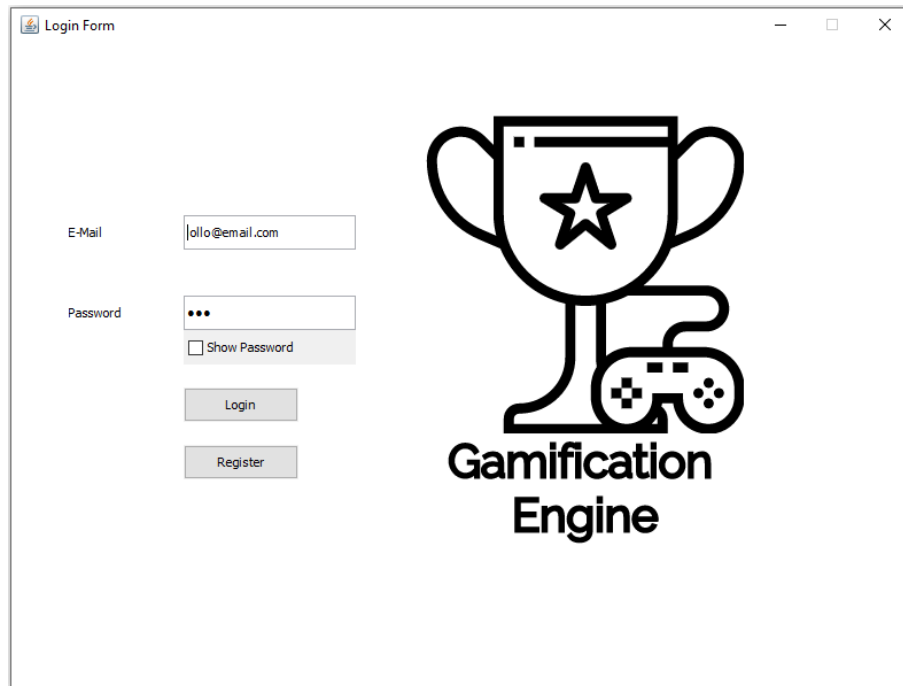 Login Form
E-Mail
ollo@email.com
Password
•••
Show Password
Login
Register
Gamification
Engine